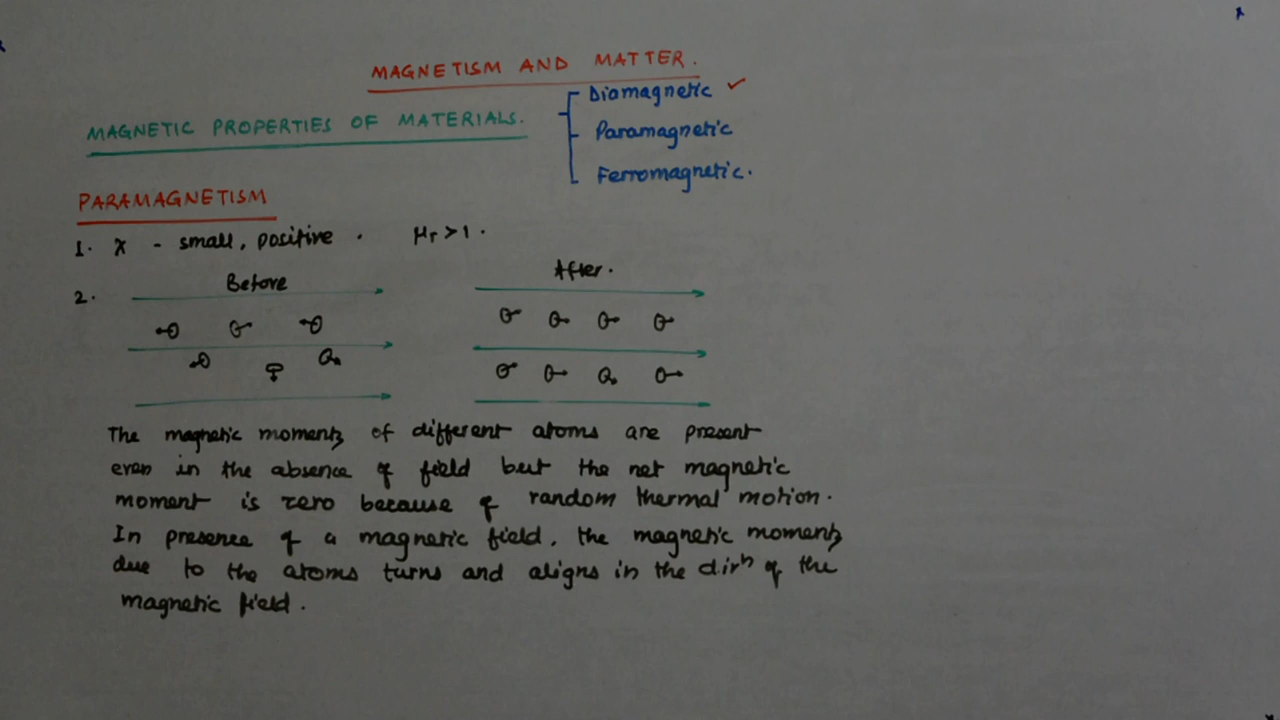 MAGNETISM AND MATTER.
MAGNETIC PROPERTIES OF MATERIALS.
Diamagnetic ✓
Paramagnetic
Ferromagnetic.
PARAMAGNETISM
1. χ - small, positive . μr > 1 .
2. Before After.
The magnetic moments of different atoms are present
even in the absence of field but the net magnetic
moment is zero because of random thermal motion.
In presence of a magnetic field, the magnetic moments
due to the atoms turns and aligns in the dirn of the
magnetic field.